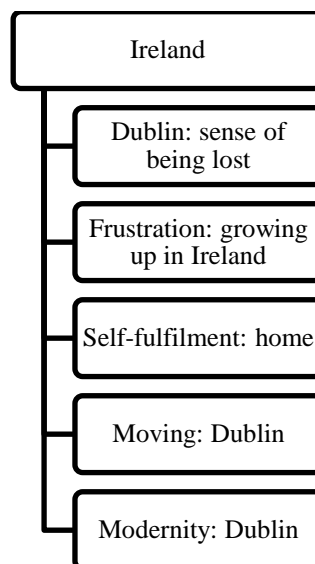 Ireland
Dublin: sense of
being lost
Frustration: growing
up in Ireland
Self-fulfilment: home
Moving: Dublin
Modernity: Dublin